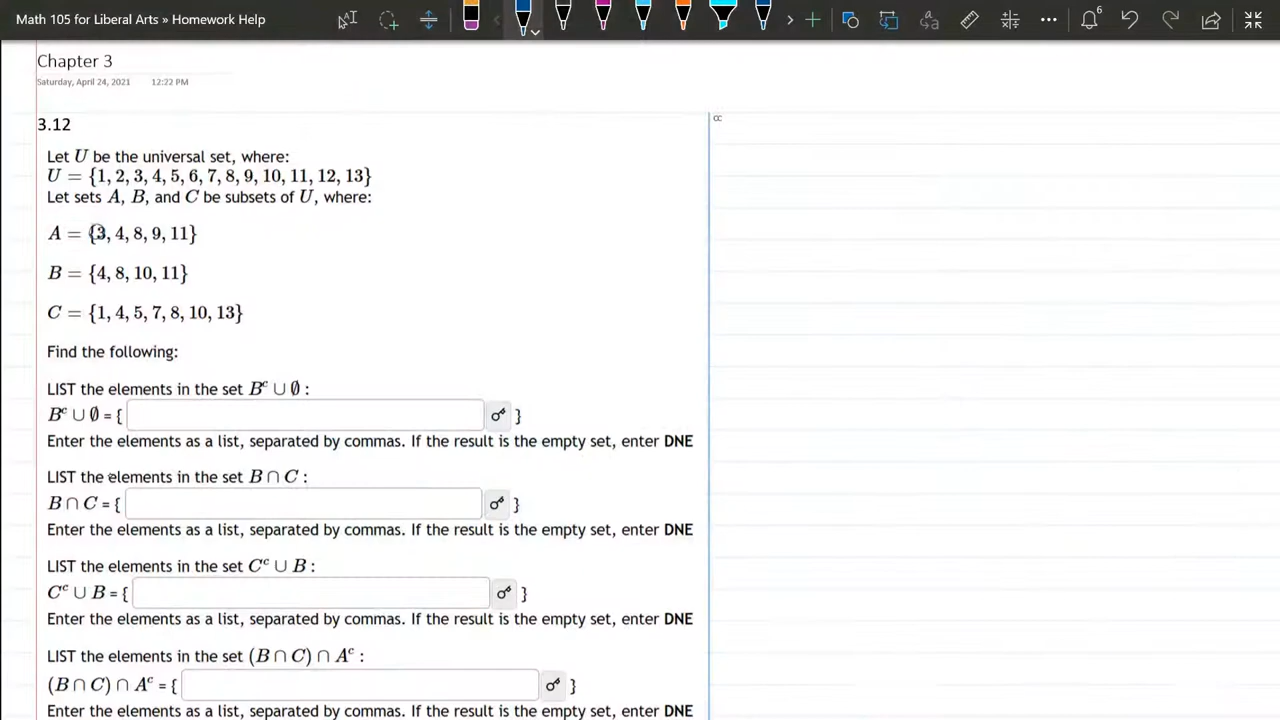 Math 105 for Liberal Arts » Homework Help
6
Chapter 3
Saturday, April 24, 2021 12:22 PM
3.12
Let U be the universal set, where:
U = {1, 2, 3, 4, 5, 6, 7, 8, 9, 10, 11, 12, 13}
Let sets A, B, and C be subsets of U, where:
A = {3, 4, 8, 9, 11}
B = {4, 8, 10, 11}
C = {1, 4, 5, 7, 8, 10, 13}
Find the following:
LIST the elements in the set Bᶜ ∪ ∅ :
Bᶜ ∪ ∅ = { }
Enter the elements as a list, separated by commas. If the result is the empty set, enter DNE
LIST the elements in the set B ∩ C :
B ∩ C = { }
Enter the elements as a list, separated by commas. If the result is the empty set, enter DNE
LIST the elements in the set Cᶜ ∪ B :
Cᶜ ∪ B = { }
Enter the elements as a list, separated by commas. If the result is the empty set, enter DNE
LIST the elements in the set (B ∩ C) ∩ Aᶜ :
(B ∩ C) ∩ Aᶜ = { }
Enter the elements as a list, separated by commas. If the result is the empty set, enter DNE